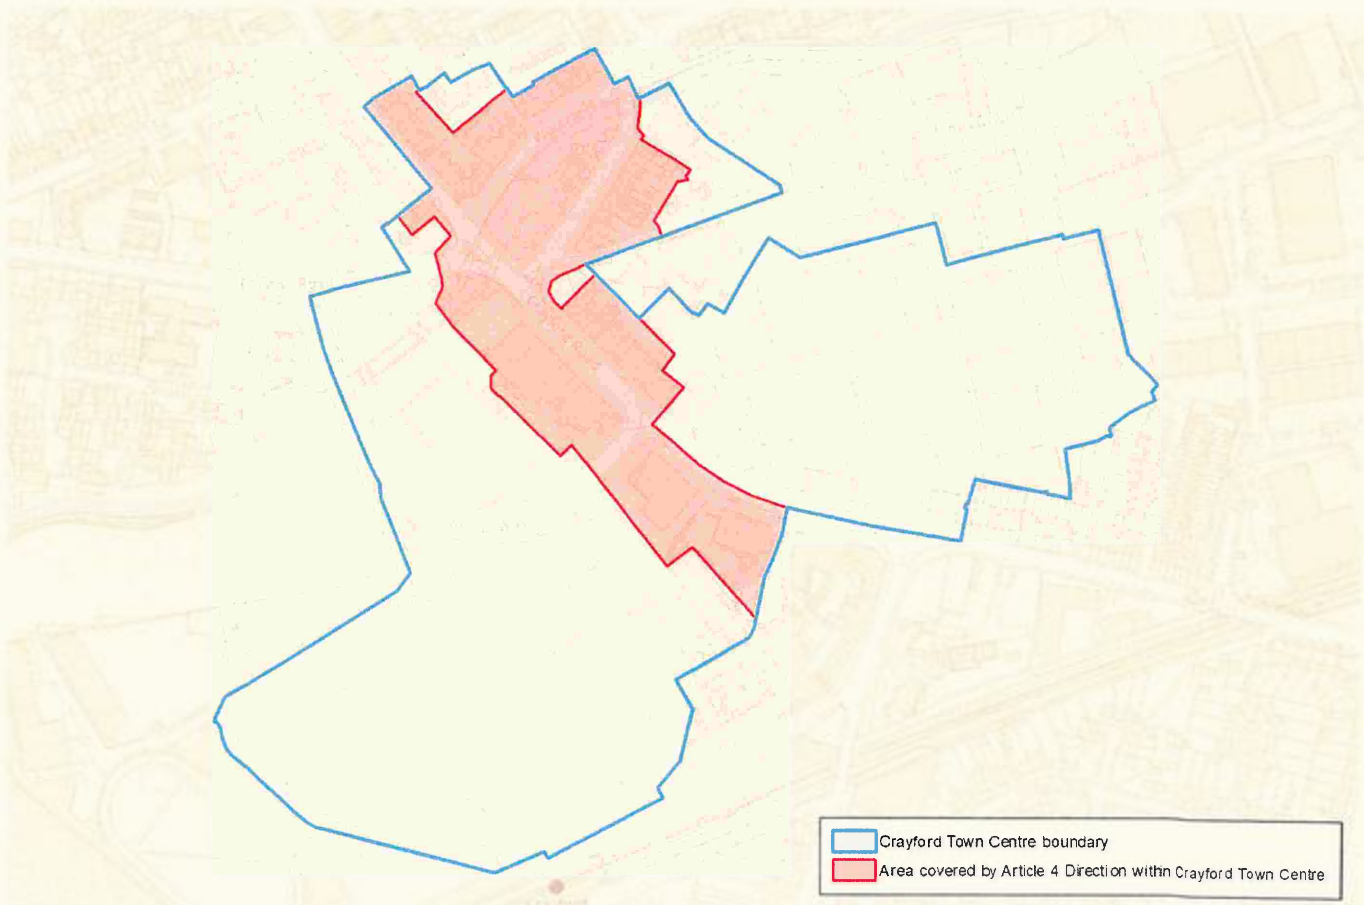 Crayford Town Centre boundary
Area covered by Article 4 Direction within Crayford Town Centre